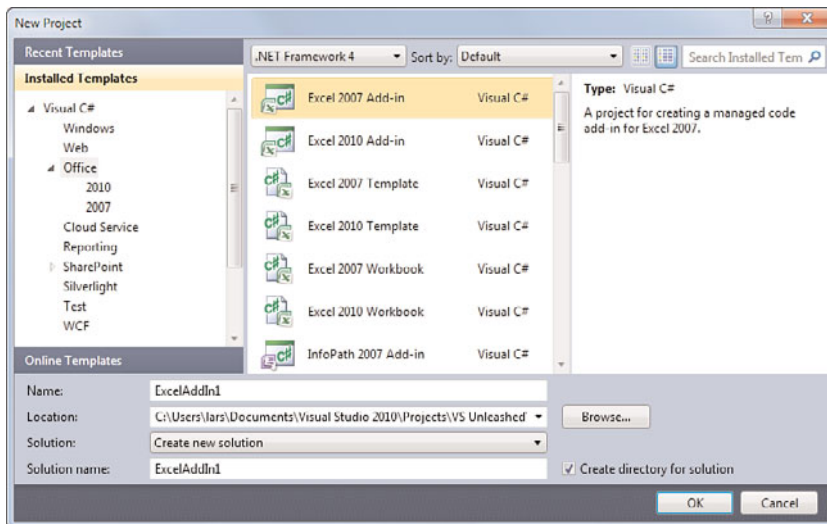 New Project
Recent Templates
.NET Framework 4
Sort by: Default
Search Installed Tem
Installed Templates
Visual C#
Windows
Web
Office
2010
2007
Cloud Service
Reporting
SharePoint
Silverlight
Test
WCF
Online Templates
Excel 2007 Add-in Visual C#
Excel 2010 Add-in Visual C#
Excel 2007 Template Visual C#
Excel 2010 Template Visual C#
Excel 2007 Workbook Visual C#
Excel 2010 Workbook Visual C#
InfoPath 2007 Add-in Visual C#
Type: Visual C#
A project for creating a managed code
add-in for Excel 2007.
Name: ExcelAddIn1
Location: C:\Users\lars\Documents\Visual Studio 2010\Projects\VS Unleashed
Browse...
Solution: Create new solution
Solution name: ExcelAddIn1
Create directory for solution
OK
Cancel